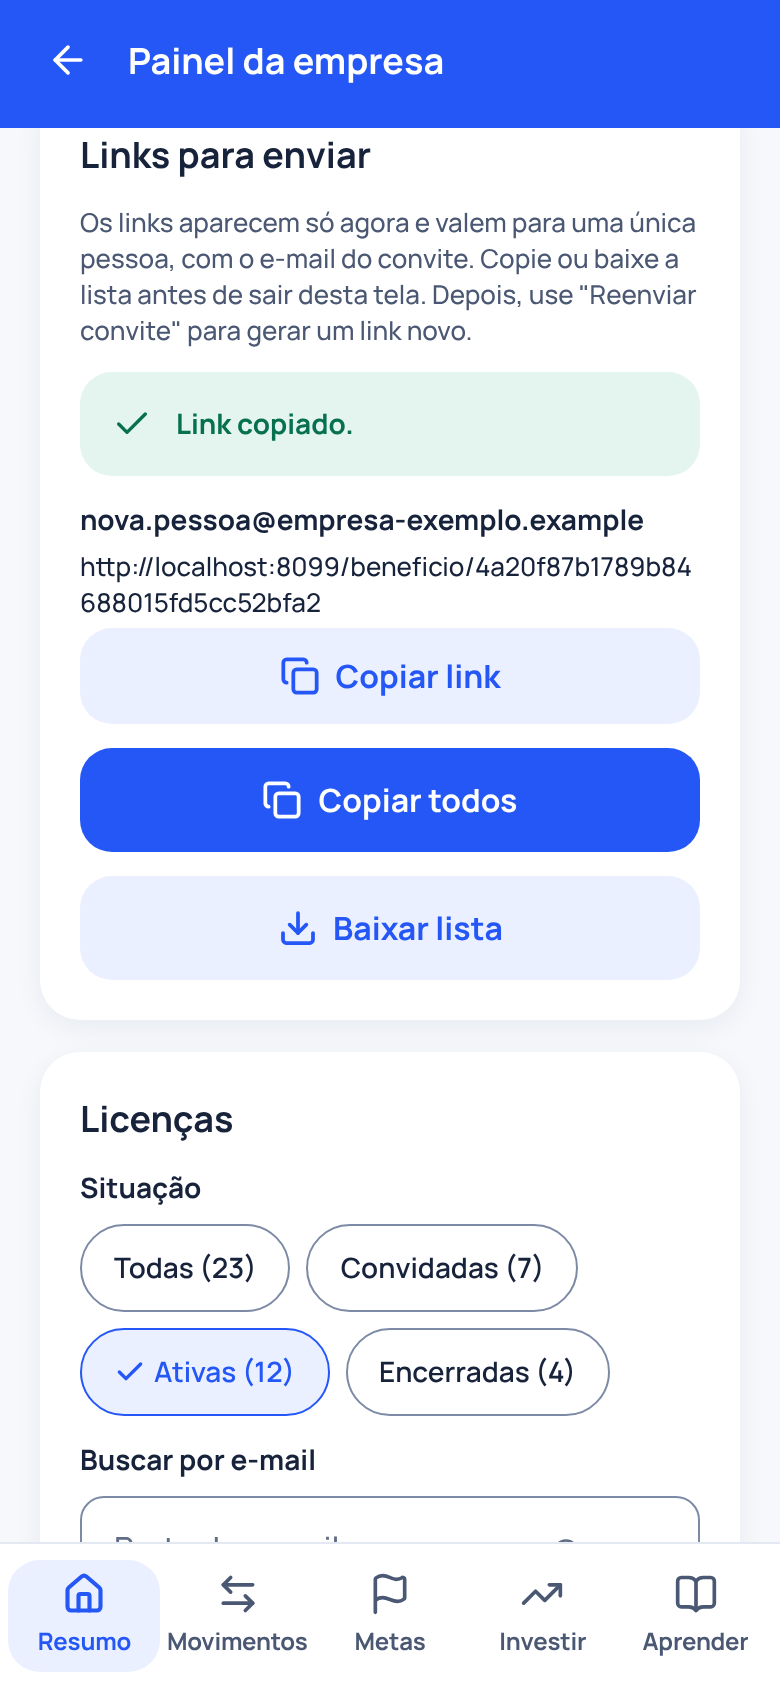 Painel da empresa
Links para enviar
Os links aparecem só agora e valem para uma única
pessoa, com o e-mail do convite. Copie ou baixe a
lista antes de sair desta tela. Depois, use "Reenviar
convite" para gerar um link novo.
Link copiado.
nova.pessoa@empresa-exemplo.example
http://localhost:8099/beneficio/4a20f87b1789b84
688015fd5cc52bfa2
Copiar link
Copiar todos
Baixar lista
Licenças
Situação
Todas (23)
Convidadas (7)
Ativas (12)
Encerradas (4)
Buscar por e-mail
Resumo
Movimentos
Metas
Investir
Aprender